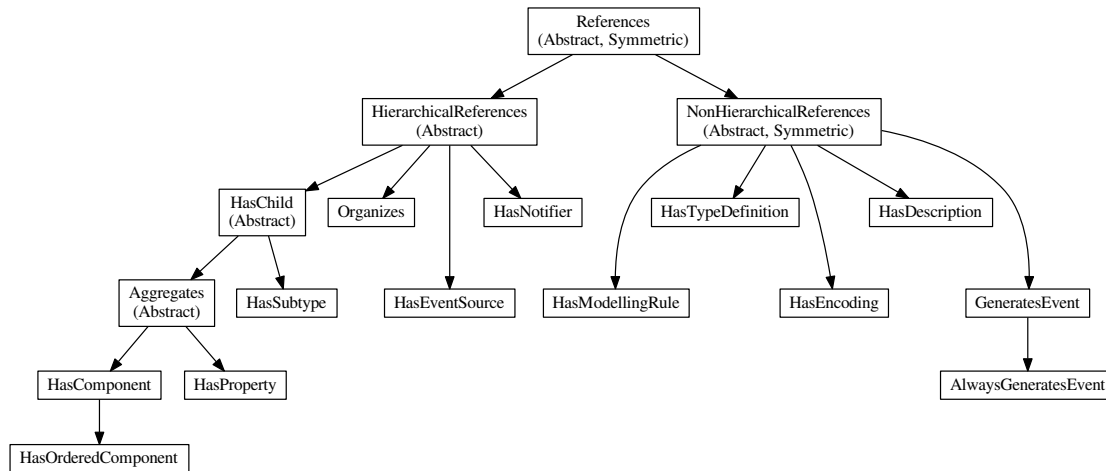 References
(Abstract, Symmetric)
HierarchicalReferences
(Abstract)
NonHierarchicalReferences
(Abstract, Symmetric)
HasChild
(Abstract)
Organizes
HasNotifier
HasTypeDefinition
HasDescription
Aggregates
(Abstract)
HasSubtype
HasEventSource
HasModellingRule
HasEncoding
GeneratesEvent
HasComponent
HasProperty
AlwaysGeneratesEvent
HasOrderedComponent